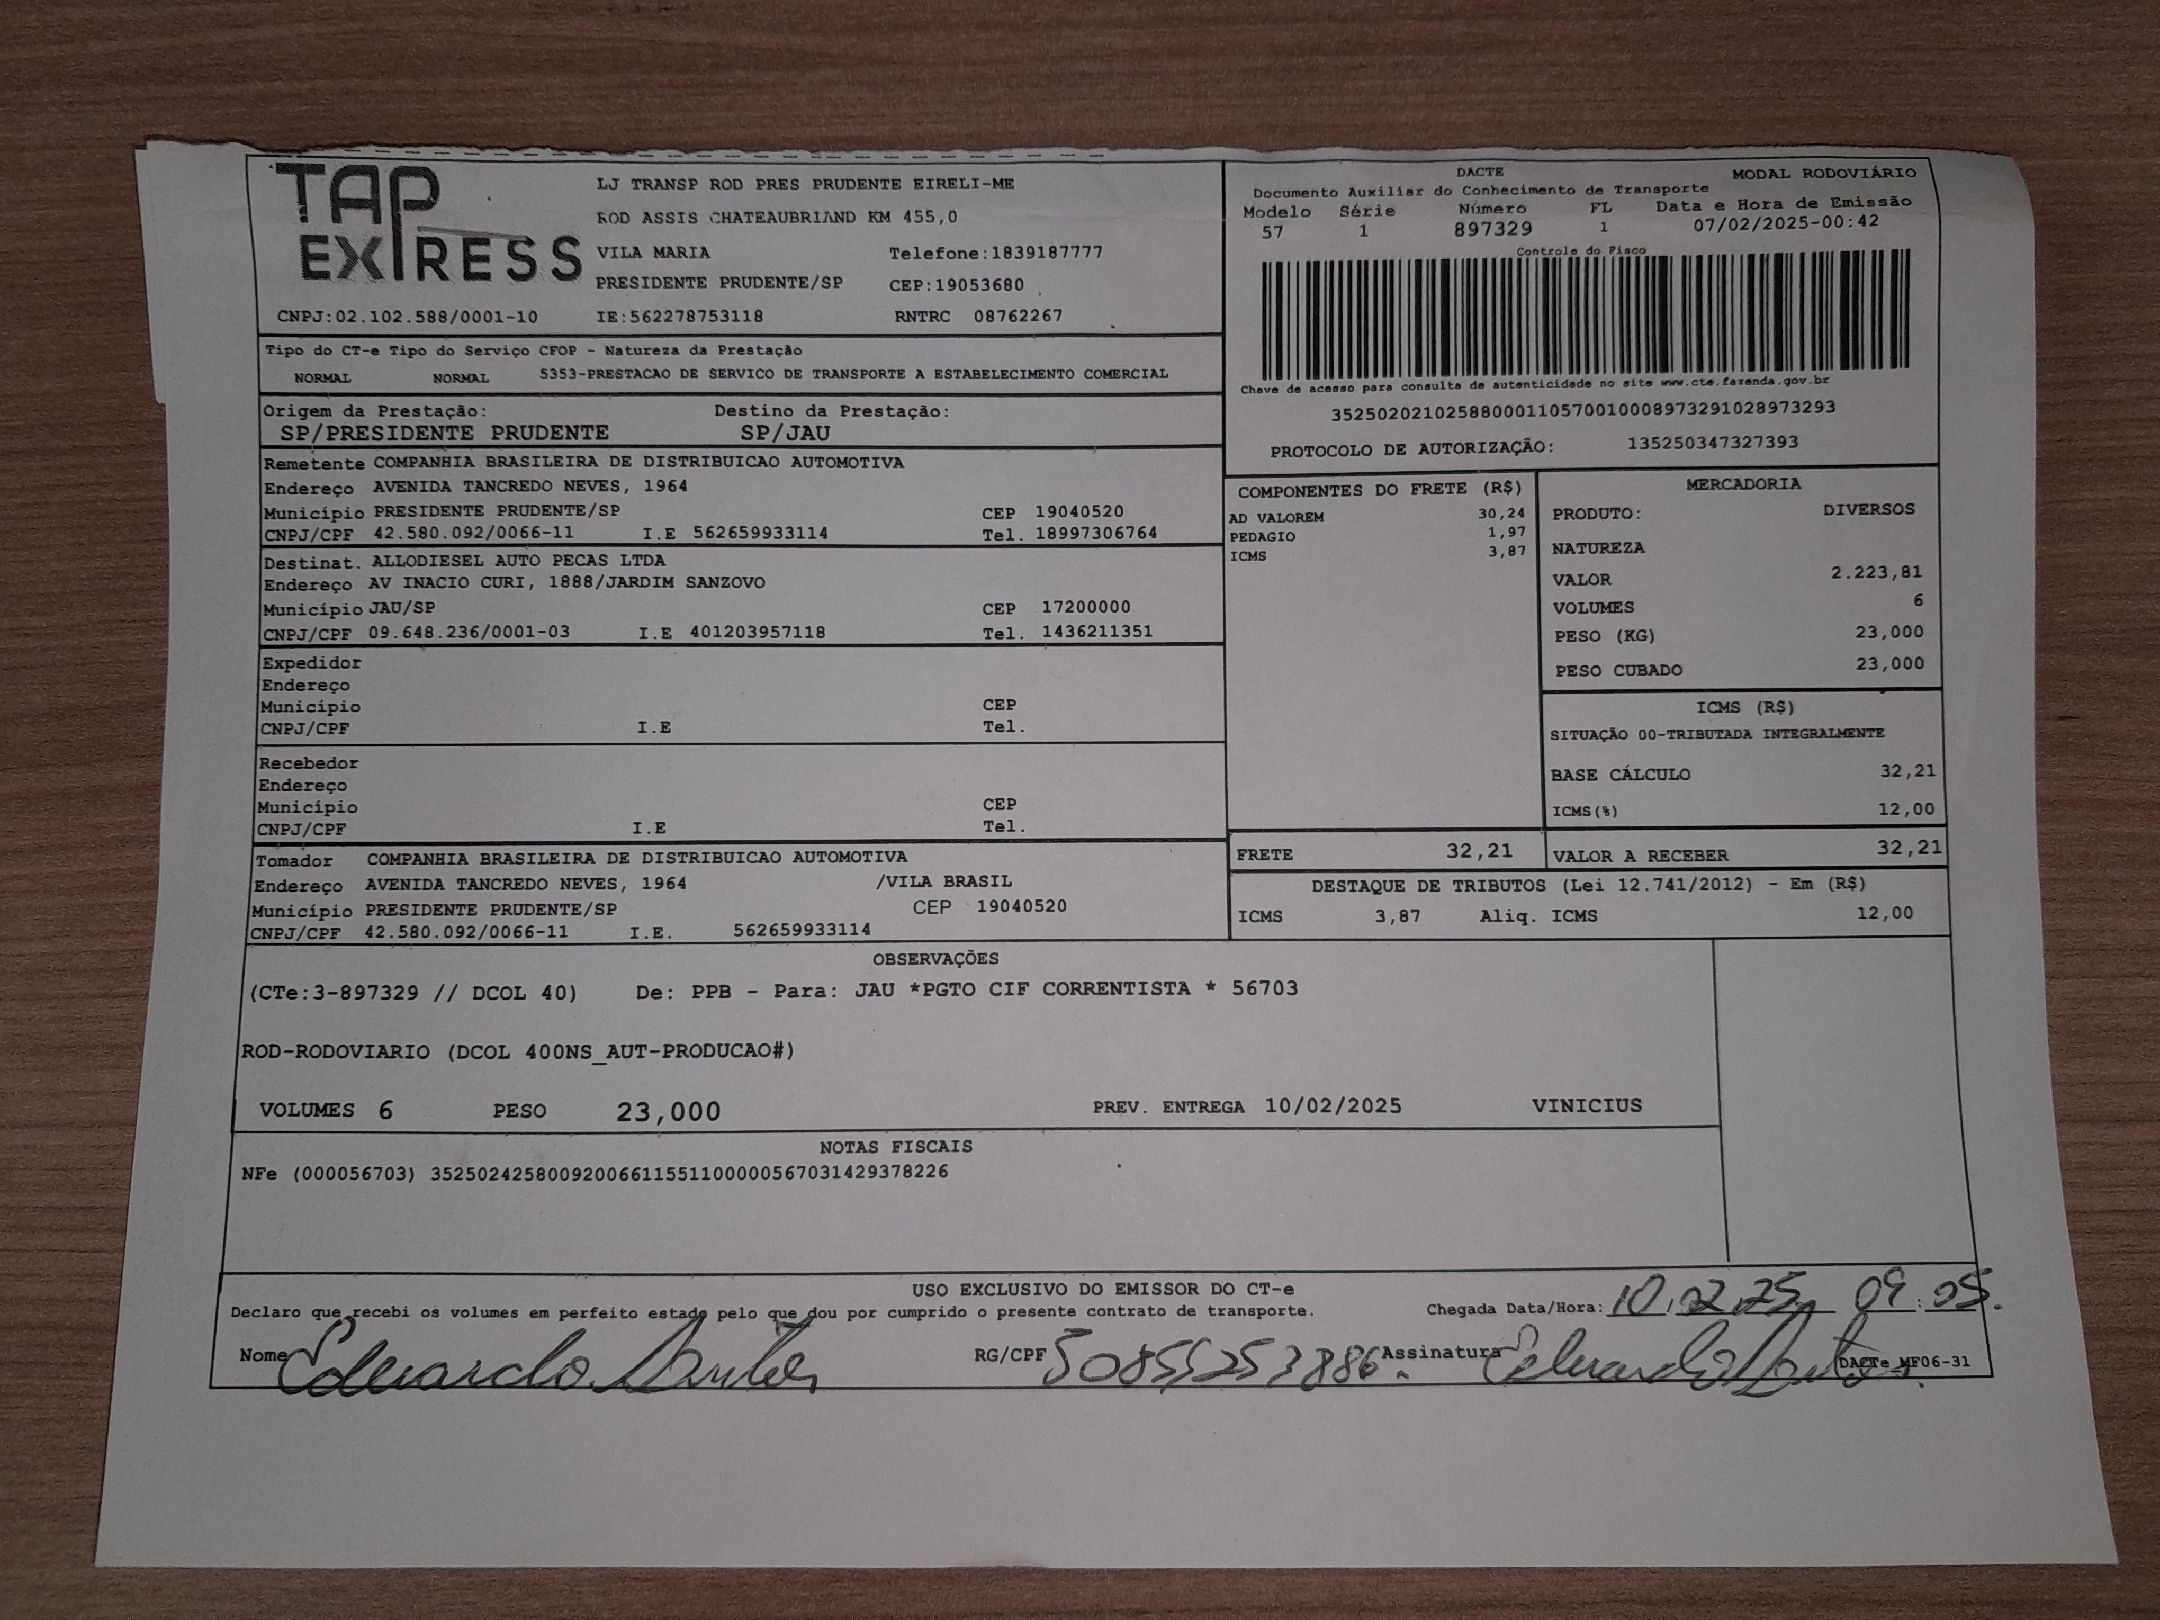 TAP EXPRESS
LJ TRANSP ROD PRES PRUDENTE EIRELI-ME
ROD ASSIS CHATEAUBRIAND KM 455,0
VILA MARIA Telefone:1839187777
PRESIDENTE PRUDENTE/SP CEP:19053680
CNPJ:02.102.588/0001-10 IE:562278753118 RNTRC 08762267
DACTE MODAL RODOVIÁRIO
Documento Auxiliar do Conhecimento de Transporte
Modelo Série Número FL Data e Hora de Emissão
57 1 897329 1 07/02/2025-00:42
Controle do Fisco
Chave de acesso para consulta de autenticidade no site www.cte.fazenda.gov.br
35250202102588000110570010008973291028973293
PROTOCOLO DE AUTORIZAÇÃO: 135250347327393
Tipo do CT-e Tipo do Serviço CFOP - Natureza da Prestação
NORMAL NORMAL 5353-PRESTACAO DE SERVICO DE TRANSPORTE A ESTABELECIMENTO COMERCIAL
Origem da Prestação: Destino da Prestação:
SP/PRESIDENTE PRUDENTE SP/JAU
Remetente COMPANHIA BRASILEIRA DE DISTRIBUICAO AUTOMOTIVA
Endereço AVENIDA TANCREDO NEVES, 1964
Município PRESIDENTE PRUDENTE/SP CEP 19040520
CNPJ/CPF 42.580.092/0066-11 I.E 562659933114 Tel. 18997306764
Destinat. ALLODIESEL AUTO PECAS LTDA
Endereço AV INACIO CURI, 1888/JARDIM SANZOVO
Município JAU/SP CEP 17200000
CNPJ/CPF 09.648.236/0001-03 I.E 401203957118 Tel. 1436211351
Expedidor
Endereço
Município CEP
CNPJ/CPF I.E Tel.
Recebedor
Endereço
Município CEP
CNPJ/CPF I.E Tel.
Tomador COMPANHIA BRASILEIRA DE DISTRIBUICAO AUTOMOTIVA
Endereço AVENIDA TANCREDO NEVES, 1964 /VILA BRASIL
Município PRESIDENTE PRUDENTE/SP CEP 19040520
CNPJ/CPF 42.580.092/0066-11 I.E. 562659933114
COMPONENTES DO FRETE (R$)
AD VALOREM 30,24
PEDAGIO 1,97
ICMS 3,87
MERCADORIA
PRODUTO: DIVERSOS
NATUREZA
VALOR 2.223,81
VOLUMES 6
PESO (KG) 23,000
PESO CUBADO 23,000
ICMS (R$)
SITUAÇÃO 00-TRIBUTADA INTEGRALMENTE
BASE CÁLCULO 32,21
ICMS(%) 12,00
FRETE 32,21 VALOR A RECEBER 32,21
DESTAQUE DE TRIBUTOS (Lei 12.741/2012) - Em (R$)
ICMS 3,87 Aliq. ICMS 12,00
OBSERVAÇÕES
(CTe:3-897329 // DCOL 40) De: PPB - Para: JAU *PGTO CIF CORRENTISTA * 56703
ROD-RODOVIARIO (DCOL 400NS_AUT-PRODUCAO#)
VOLUMES 6 PESO 23,000 PREV. ENTREGA 10/02/2025 VINICIUS
NOTAS FISCAIS
NFe (000056703) 35250242580092006611551100000567031429378226
USO EXCLUSIVO DO EMISSOR DO CT-e
Declaro que recebi os volumes em perfeito estado pelo que dou por cumprido o presente contrato de transporte. Chegada Data/Hora: 10.02.25 09:05.
Nome Eduardo Santos RG/CPF 50855253886. Assinatura Eduardo Santos
DACTe MF06-31